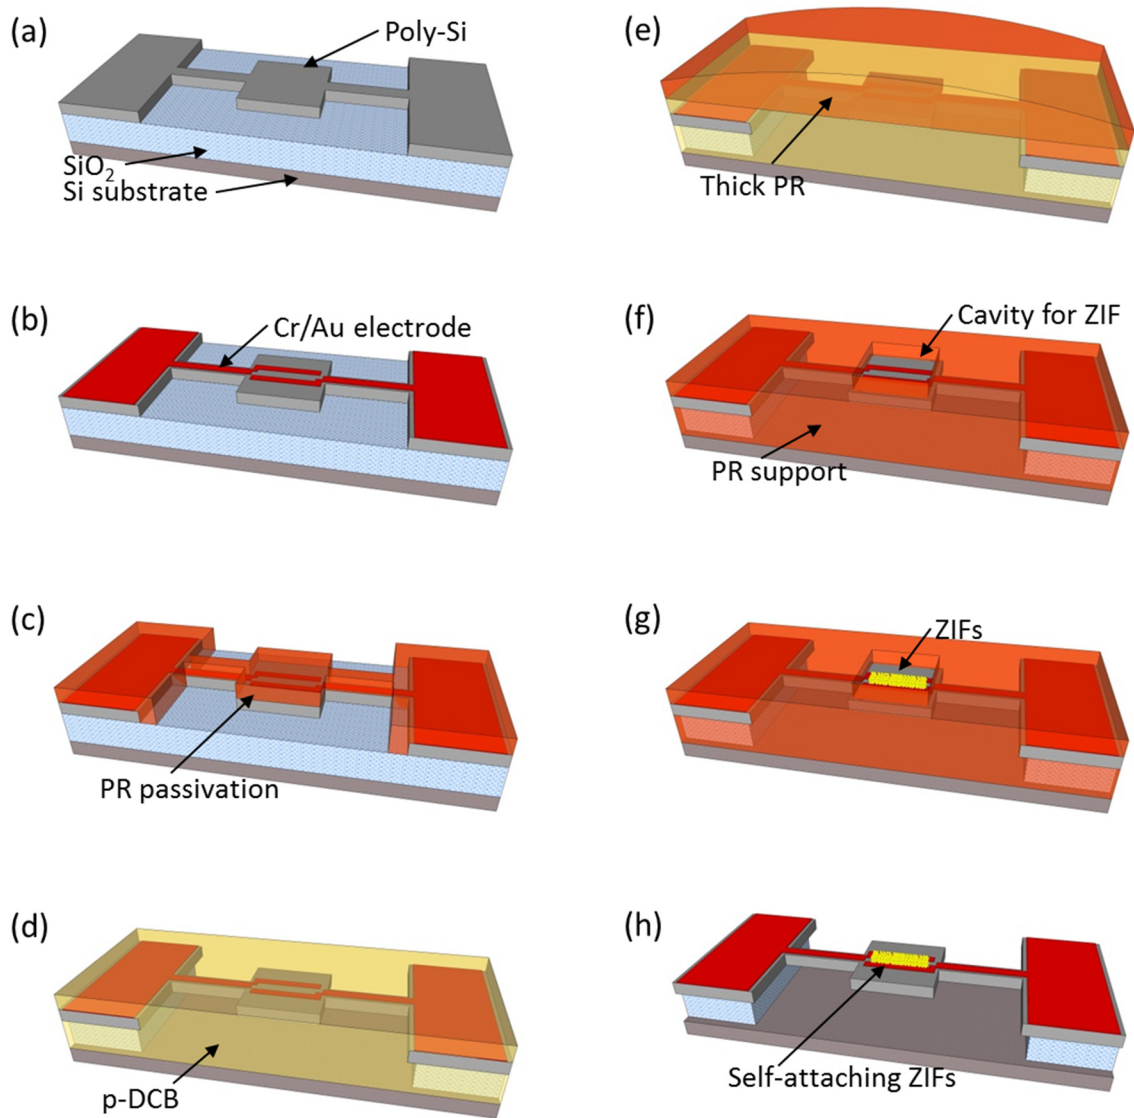 (a)
Poly-Si
SiO₂
Si substrate
(b)
Cr/Au electrode
(c)
PR passivation
(d)
p-DCB
(e)
Thick PR
(f)
Cavity for ZIF
PR support
(g)
ZIFs
(h)
Self-attaching ZIFs